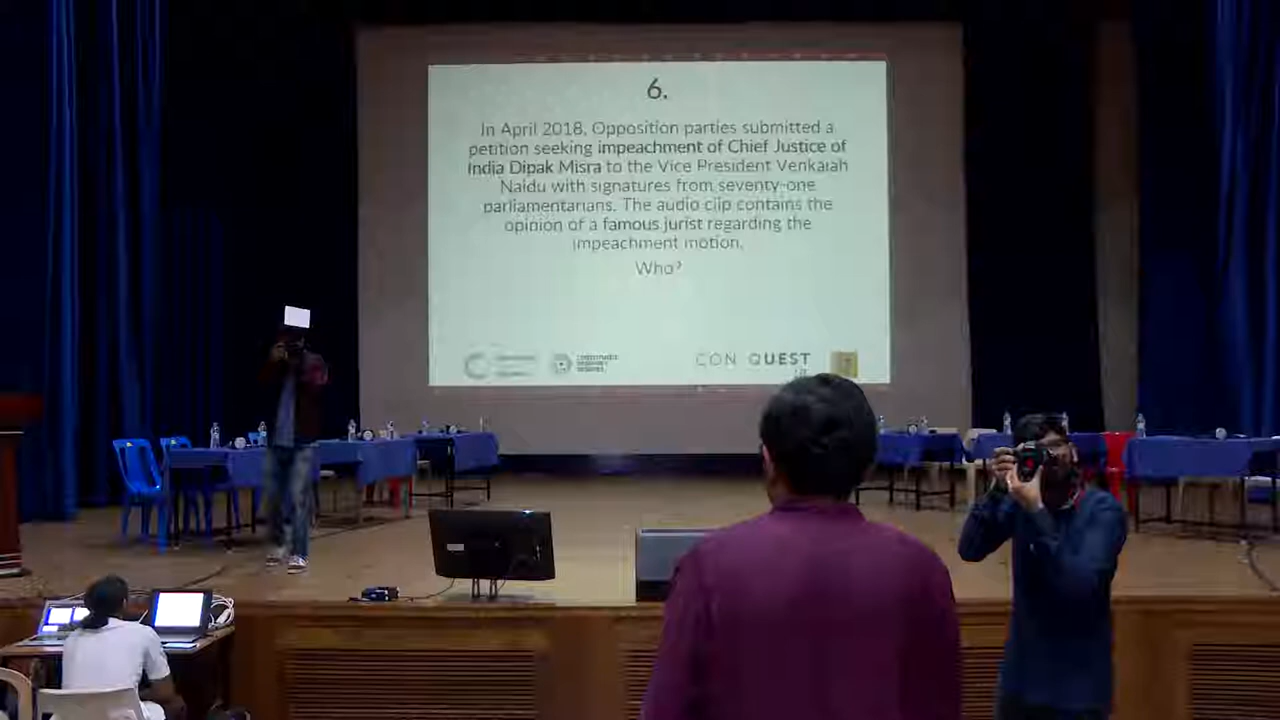 6.
In April 2018, Opposition parties submitted a
petition seeking impeachment of Chief Justice of
India Dipak Misra to the Vice President Venkaiah
Naidu with signatures from seventy-one
parliamentarians. The audio clip contains the
opinion of a famous jurist regarding the
impeachment motion.
Who?
CON QUEST